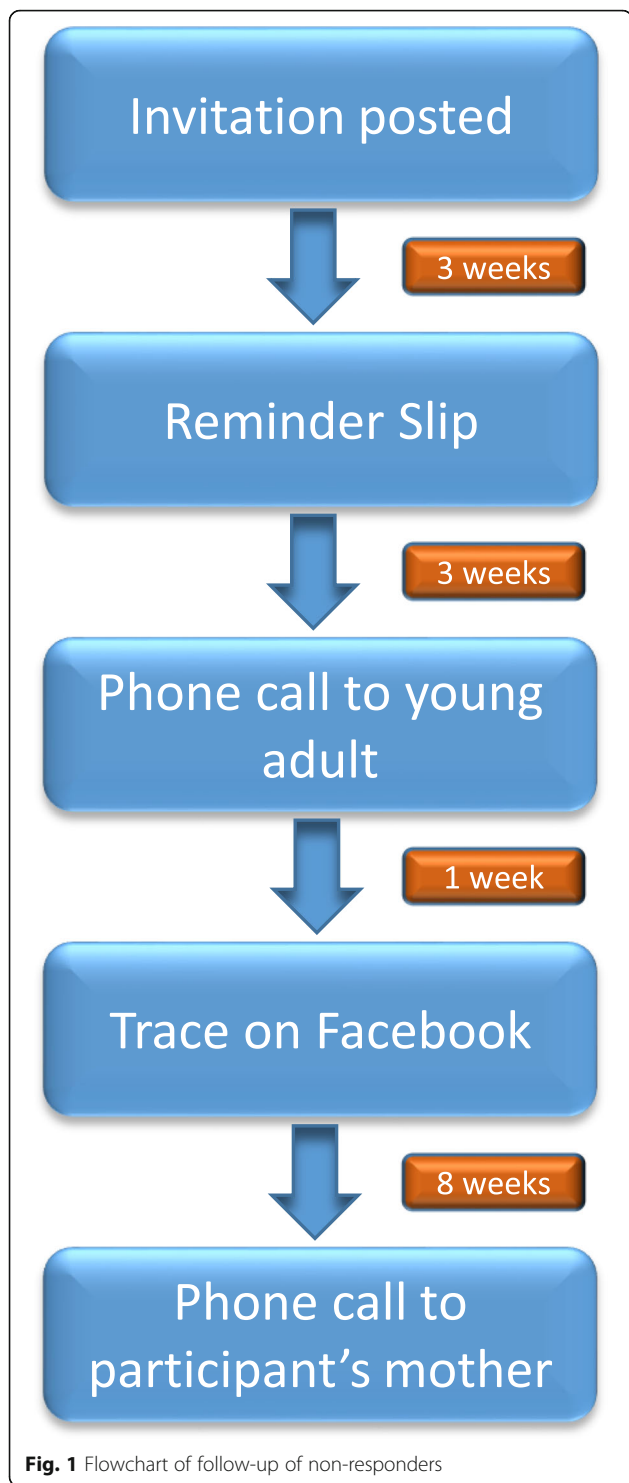 Invitation posted
3 weeks
Reminder Slip
3 weeks
Phone call to young
adult
1 week
Trace on Facebook
8 weeks
Phone call to
participant’s mother
Fig. 1 Flowchart of follow-up of non-responders